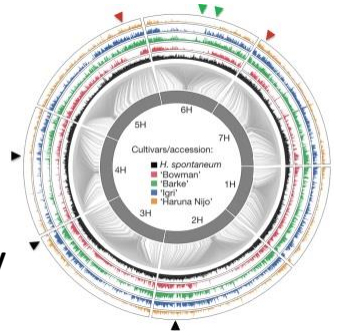 6H
5H
7H
Cultivars/accession:
4H
H. spontaneum
'Bowman'
'Barke'
1H
'Igri'
'Haruna Nijo'
3H
2H
y